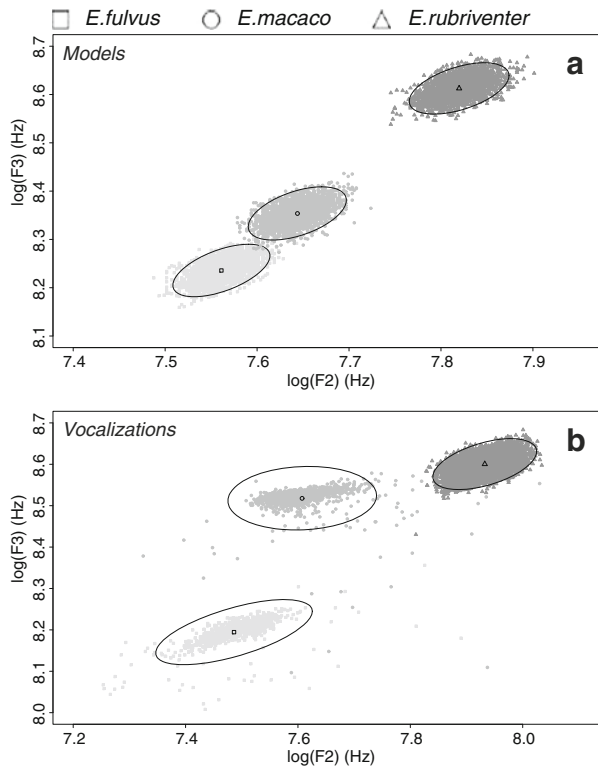 E.fulvus E.macaco E.rubriventer
Models
a
log(F3) (Hz)
8.7
8.6
8.5
8.4
8.3
8.2
8.1
7.4 7.5 7.6 7.7 7.8 7.9
log(F2) (Hz)
Vocalizations
b
log(F3) (Hz)
8.7
8.6
8.5
8.4
8.3
8.2
8.1
8.0
7.2 7.4 7.6 7.8 8.0
log(F2) (Hz)